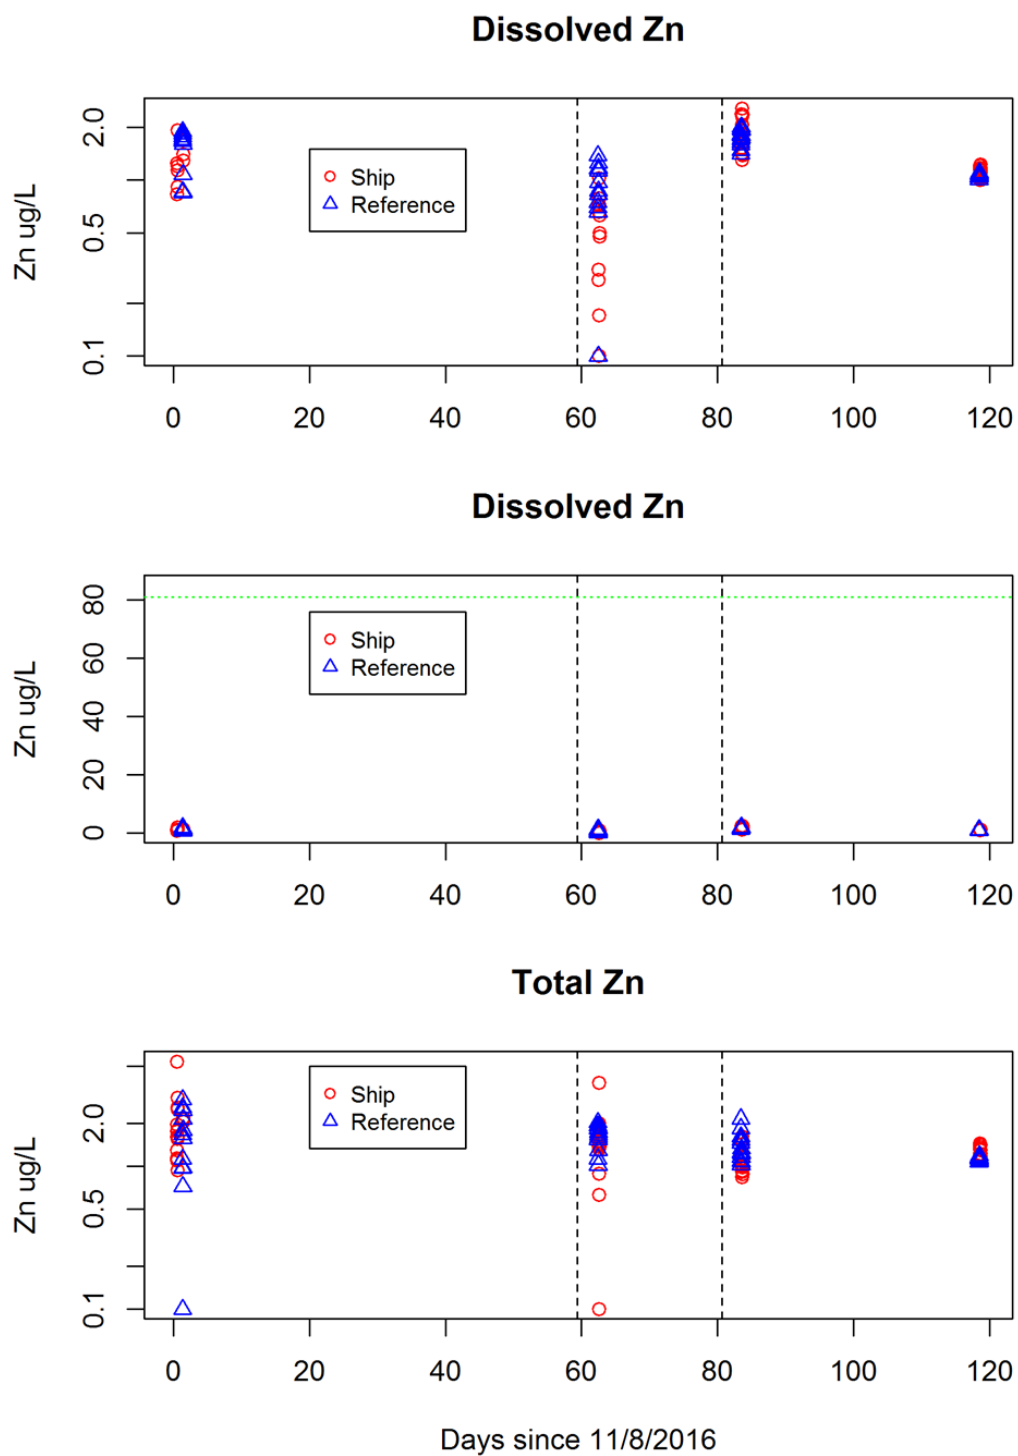 Dissolved Zn
Zn ug/L
2.0
0.5
0.1
Ship
Reference
0 20 40 60 80 100 120
Dissolved Zn
Zn ug/L
80
60
40
20
0
Ship
Reference
0 20 40 60 80 100 120
Total Zn
Zn ug/L
2.0
0.5
0.1
Ship
Reference
0 20 40 60 80 100 120
Days since 11/8/2016